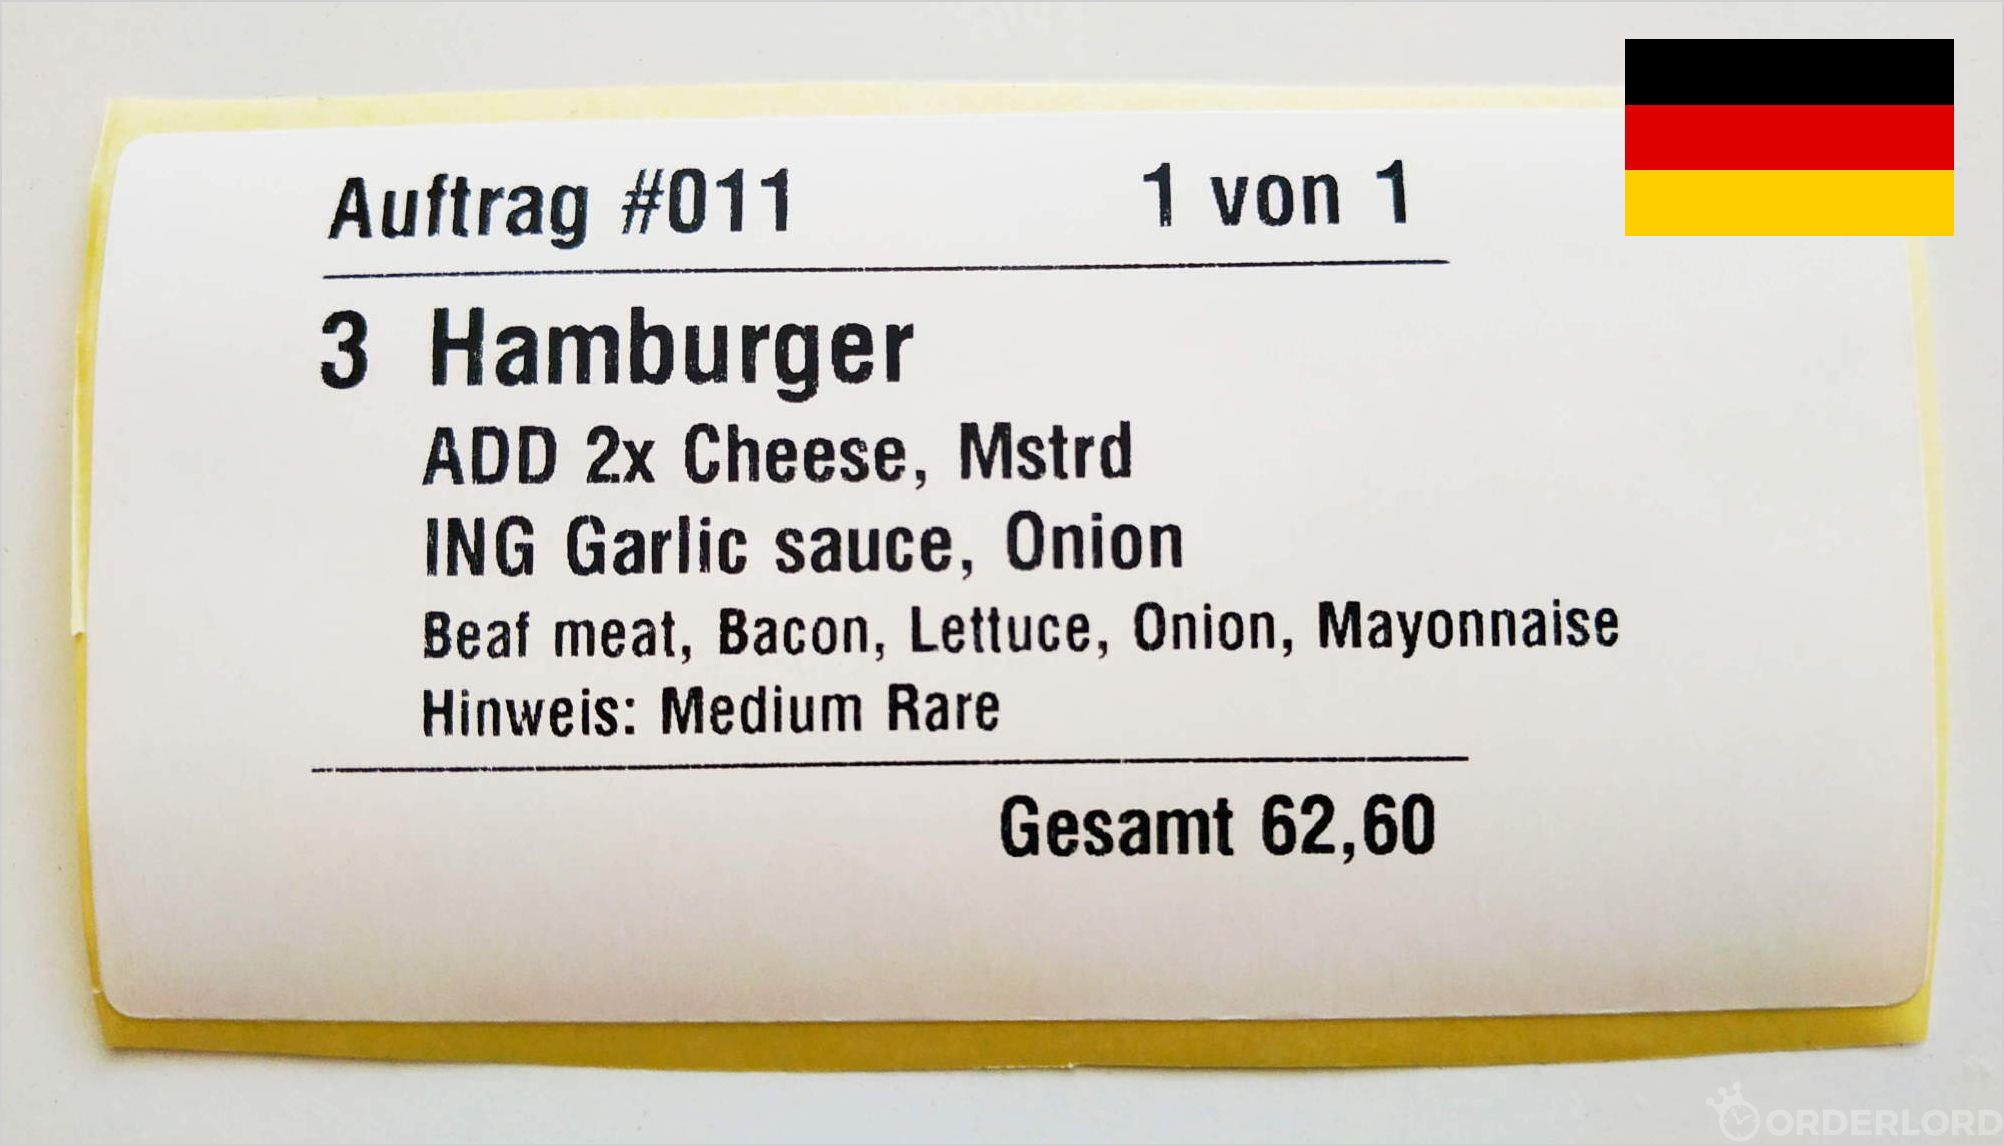 Auftrag #011 1 von 1
3 Hamburger
ADD 2x Cheese, Mstrd
ING Garlic sauce, Onion
Beaf meat, Bacon, Lettuce, Onion, Mayonnaise
Hinweis: Medium Rare
Gesamt 62,60
ORDERLORD